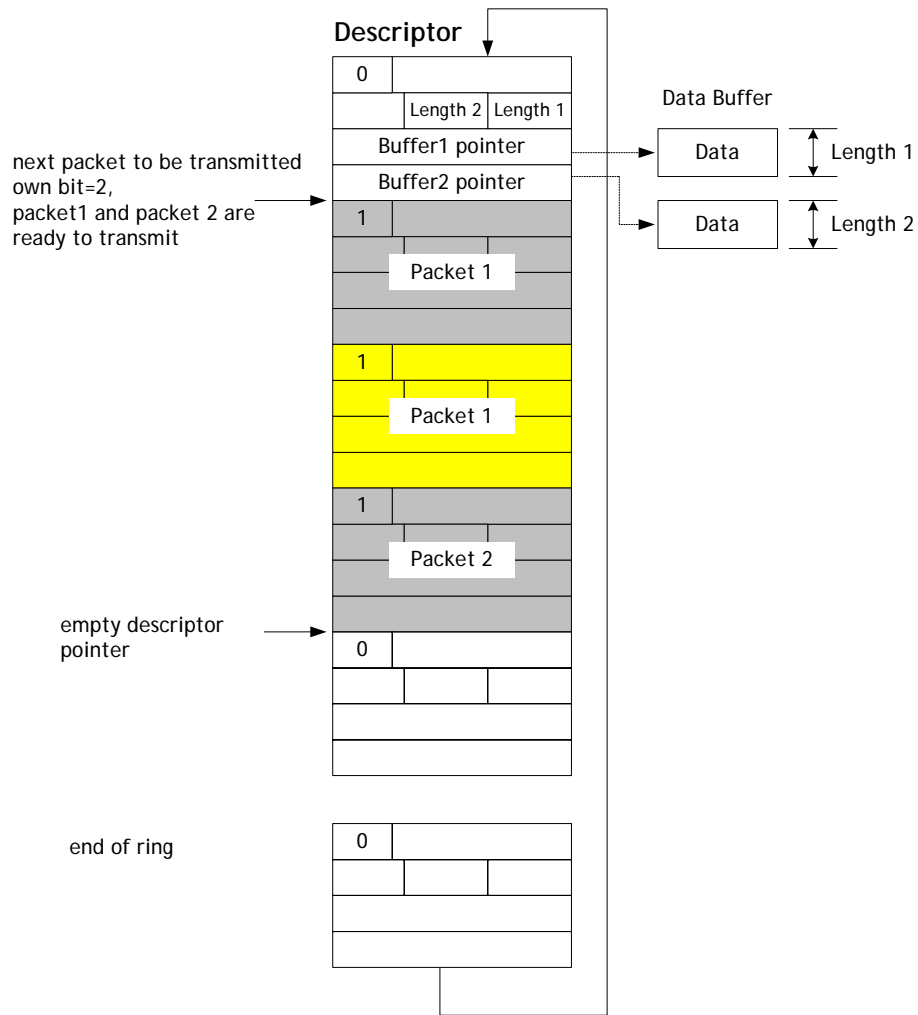 Descriptor
0
Length 2 Length 1
Data Buffer
Buffer1 pointer
Data
Length 1
next packet to be transmitted
own bit=2,
packet1 and packet 2 are
ready to transmit
Buffer2 pointer
Data
Length 2
1
Packet 1
1
Packet 1
1
Packet 2
empty descriptor
pointer
0
end of ring
0